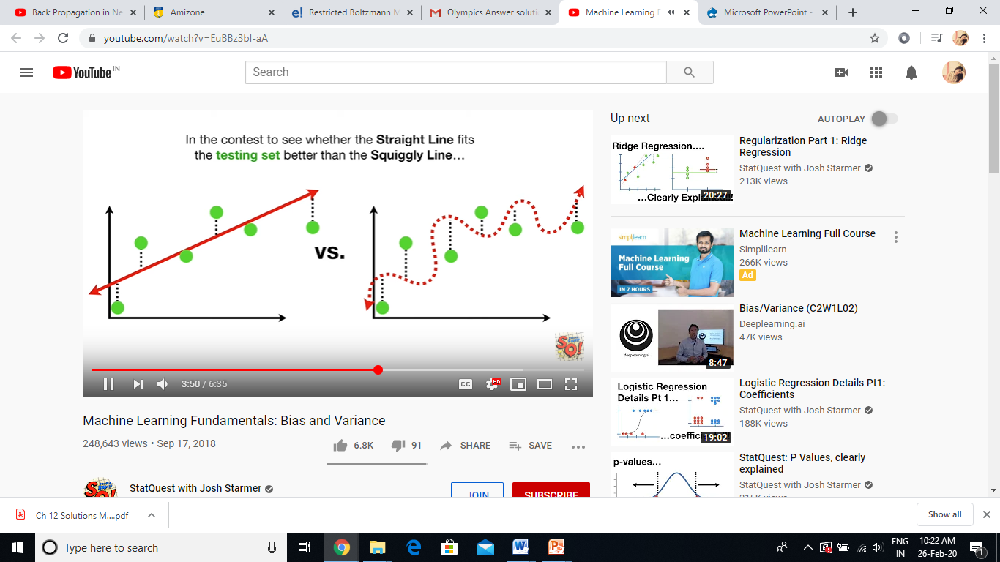 Back Propagation in Ne
Amizone
Restricted Boltzmann M
Olympics Answer soluti
Machine Learning F
Microsoft PowerPoint -
youtube.com/watch?v=EuBBz3bI-aA
YouTube IN
Search
In the contest to see whether the Straight Line fits
the testing set better than the Squiggly Line…
vs.
SQ!
3:50 / 6:35
CC
HD
Machine Learning Fundamentals: Bias and Variance
248,643 views • Sep 17, 2018
6.8K
91
SHARE
SAVE
StatQuest with Josh Starmer
JOIN
SUBSCRIBE
Up next
AUTOPLAY
Ridge Regression….
…Clearly Expl
20:27
Regularization Part 1: Ridge
Regression
StatQuest with Josh Starmer
213K views
simplilearn
Machine Learning
Full Course
IN 7 HOURS
Machine Learning Full Course
Simplilearn
266K views
Ad
deeplearning.ai
8:47
Bias/Variance (C2W1L02)
Deeplearning.ai
47K views
Logistic Regression
Details Pt 1…
…coeffic
19:02
Logistic Regression Details Pt1:
Coefficients
StatQuest with Josh Starmer
188K views
p-values…
StatQuest: P Values, clearly
explained
StatQuest with Josh Starmer
Ch 12 Solutions M....pdf
Show all
Type here to search
ENG
IN
10:22 AM
26-Feb-20
1